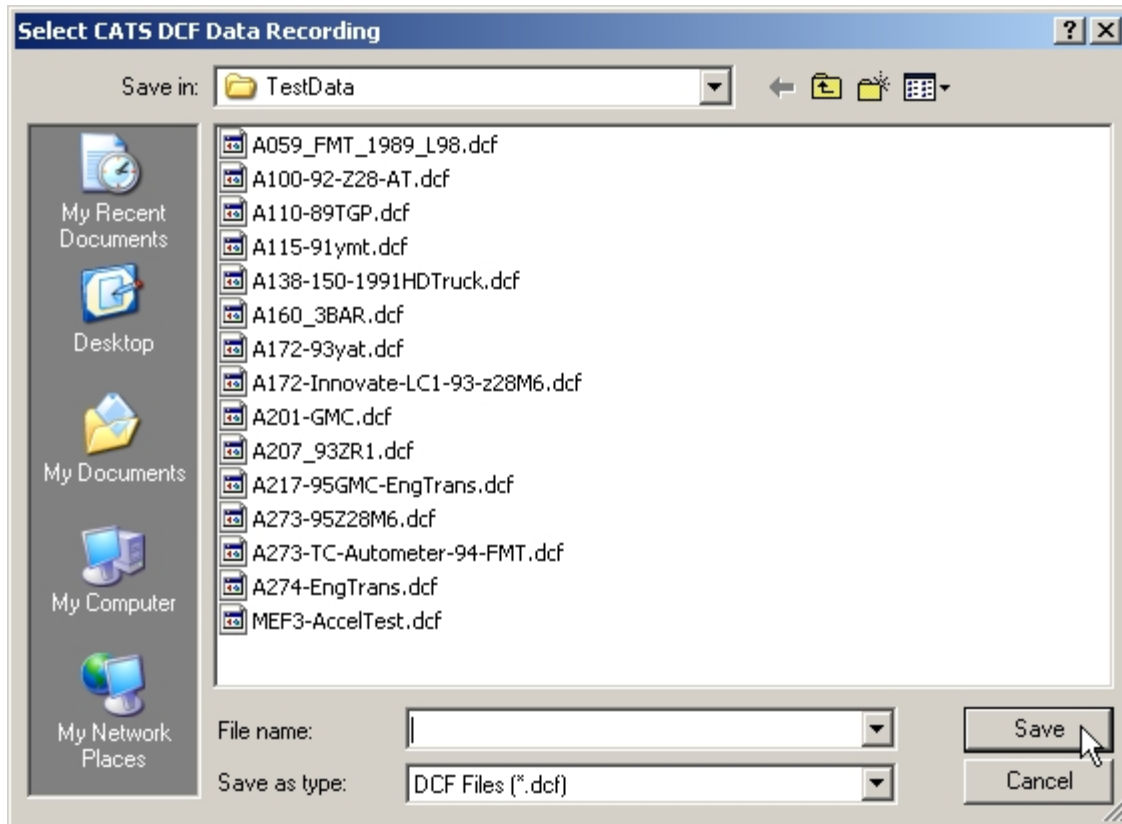 Select CATS DCF Data Recording
Save in: TestData
My Recent Documents
Desktop
My Documents
My Computer
My Network Places
A059_FMT_1989_L98.dcf
A100-92-Z28-AT.dcf
A110-89TGP.dcf
A115-91ymt.dcf
A138-150-1991HDTruck.dcf
A160_3BAR.dcf
A172-93yat.dcf
A172-Innovate-LC1-93-z28M6.dcf
A201-GMC.dcf
A207_93ZR1.dcf
A217-95GMC-EngTrans.dcf
A273-95Z28M6.dcf
A273-TC-Autometer-94-FMT.dcf
A274-EngTrans.dcf
MEF3-AccelTest.dcf
File name: Save
Save as type: DCF Files (*.dcf) Cancel